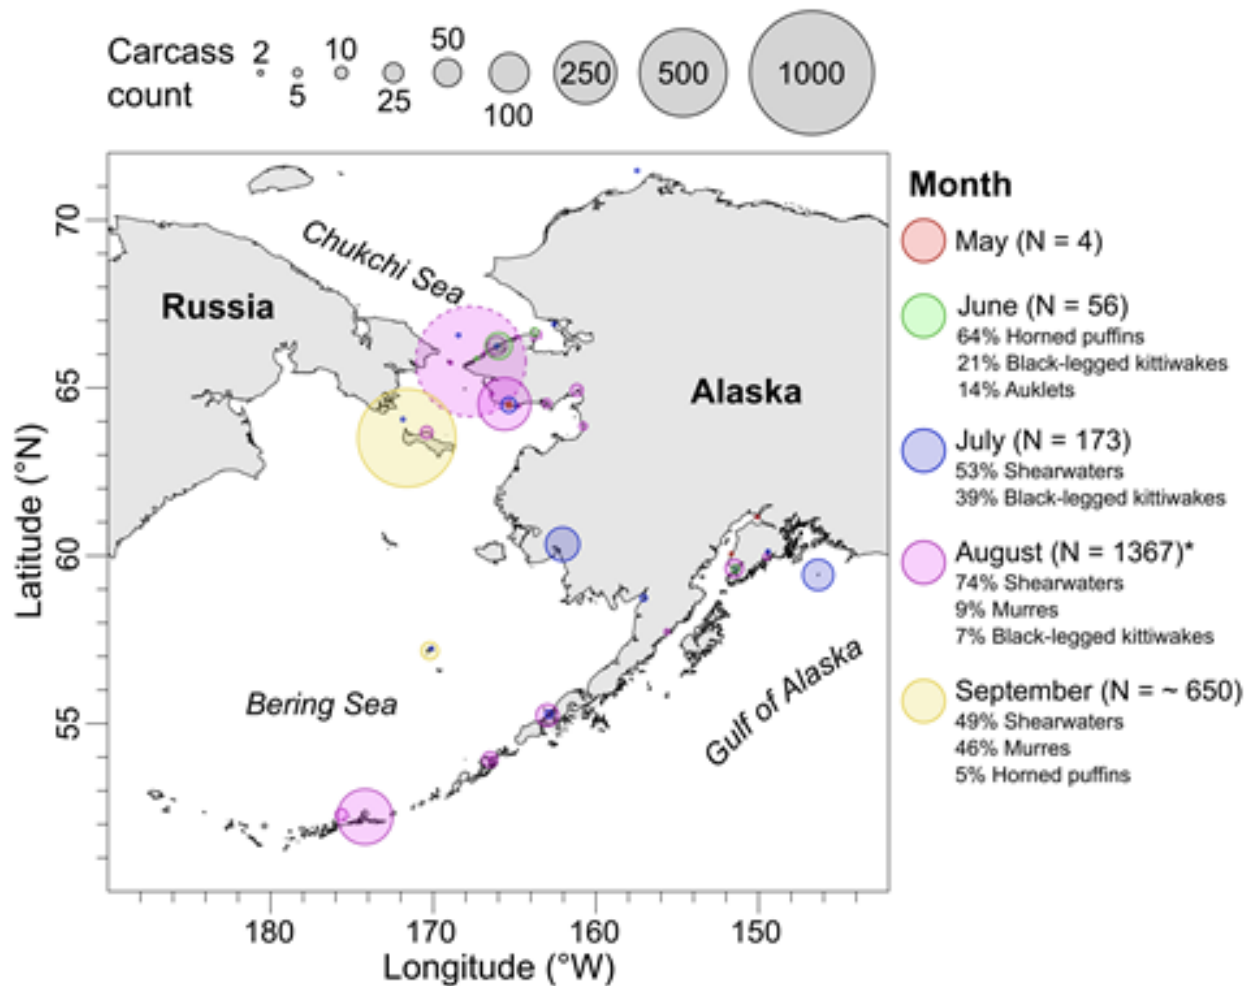 Carcass count
2
5
10
25
50
100
250
500
1000
70
65
60
55
Latitude (°N)
180
170
160
150
Longitude (°W)
Chukchi Sea
Russia
Alaska
Bering Sea
Gulf of Alaska
Month
May (N = 4)
June (N = 56)
64% Horned puffins
21% Black-legged kittiwakes
14% Auklets
July (N = 173)
53% Shearwaters
39% Black-legged kittiwakes
August (N = 1367)*
74% Shearwaters
9% Murres
7% Black-legged kittiwakes
September (N = ~ 650)
49% Shearwaters
46% Murres
5% Horned puffins